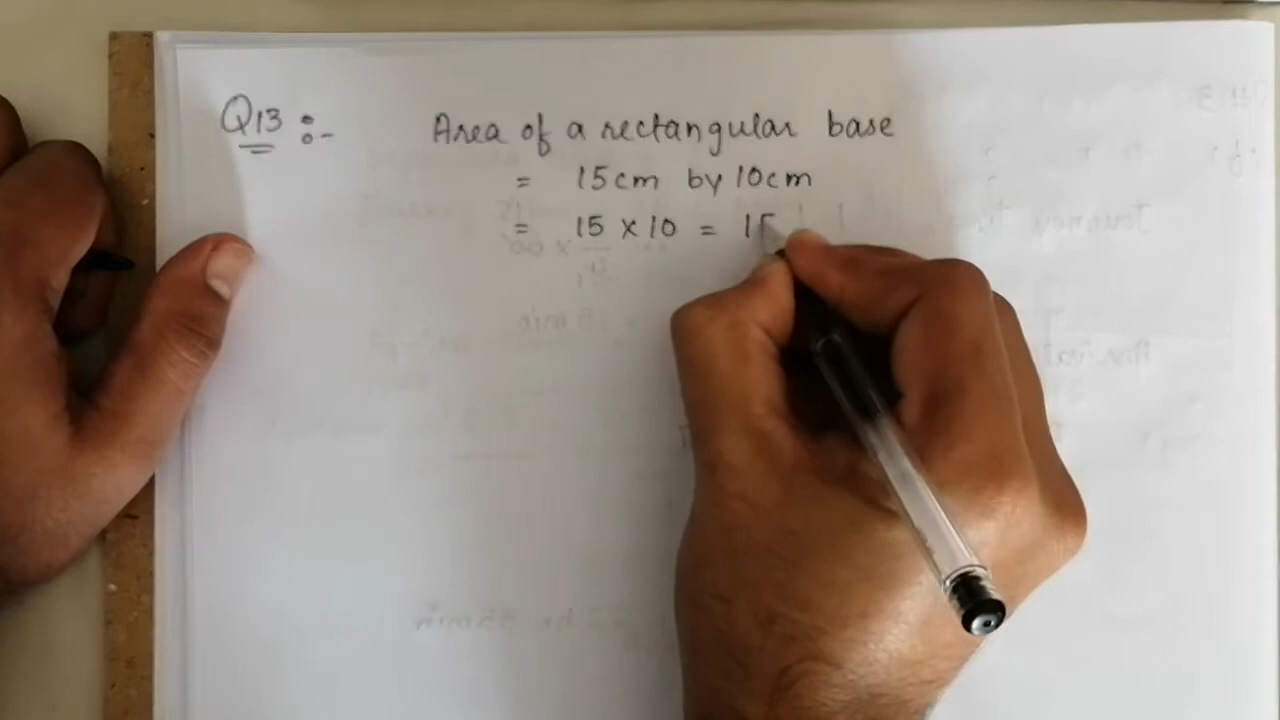 Q13 :- Area of a rectangular base
= 15cm by 10cm
= 15 × 10 = 15